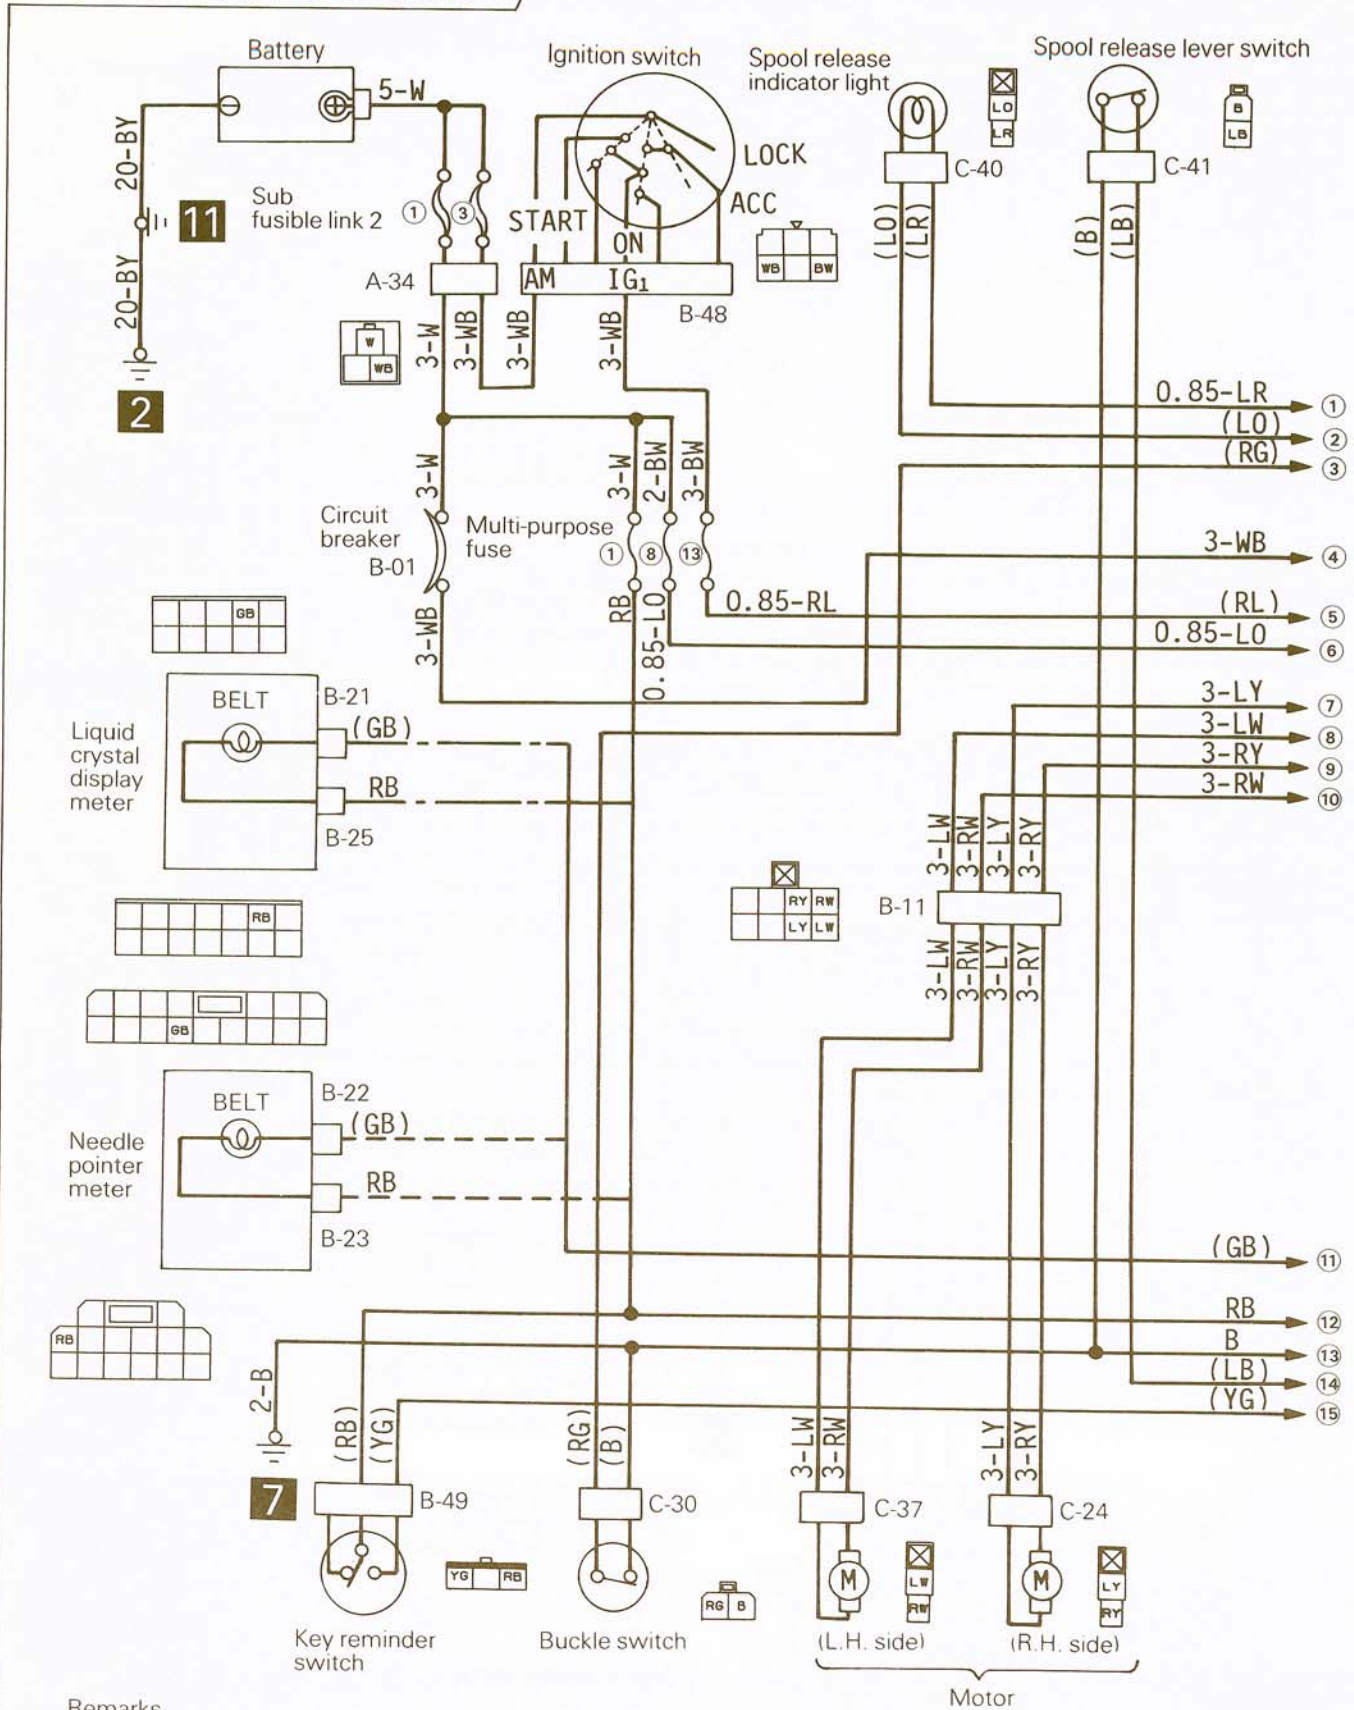 Battery
5-W
20-BY
11
20-BY
2
Sub
fusible link 2
①
③
A-34
W
WB
3-W
3-WB
Ignition switch
LOCK
ACC
START
ON
AM
IG1
B-48
WB
BW
3-WB
3-WB
Spool release
indicator light
LO
LR
C-40
(LO)
(LR)
Spool release lever switch
B
LB
C-41
(B)
(LB)
0.85-LR
①
(LO)
②
(RG)
③
3-WB
④
(RL)
⑤
0.85-LO
⑥
3-LY
⑦
3-LW
⑧
3-RY
⑨
3-RW
⑩
3-W
Circuit
breaker
B-01
3-WB
3-W
2-BW
3-BW
Multi-purpose
fuse
①
⑧
⑬
RB
0.85-LO
0.85-RL
GB
Liquid
crystal
display
meter
BELT
B-21
(GB)
RB
B-25
RB
GB
Needle
pointer
meter
BELT
B-22
(GB)
RB
B-23
RB
3-LW
3-RW
3-LY
3-RY
RY
RW
LY
LW
B-11
3-LW
3-RW
3-LY
3-RY
(GB)
⑪
RB
⑫
B
⑬
(LB)
⑭
(YG)
⑮
2-B
7
(RB)
(YG)
B-49
YG
RB
Key reminder
switch
(RG)
(B)
C-30
RG
B
Buckle switch
3-LW
3-RW
C-37
M
LW
RW
(L.H. side)
3-LY
3-RY
C-24
M
LY
RY
(R.H. side)
Motor
Remarks